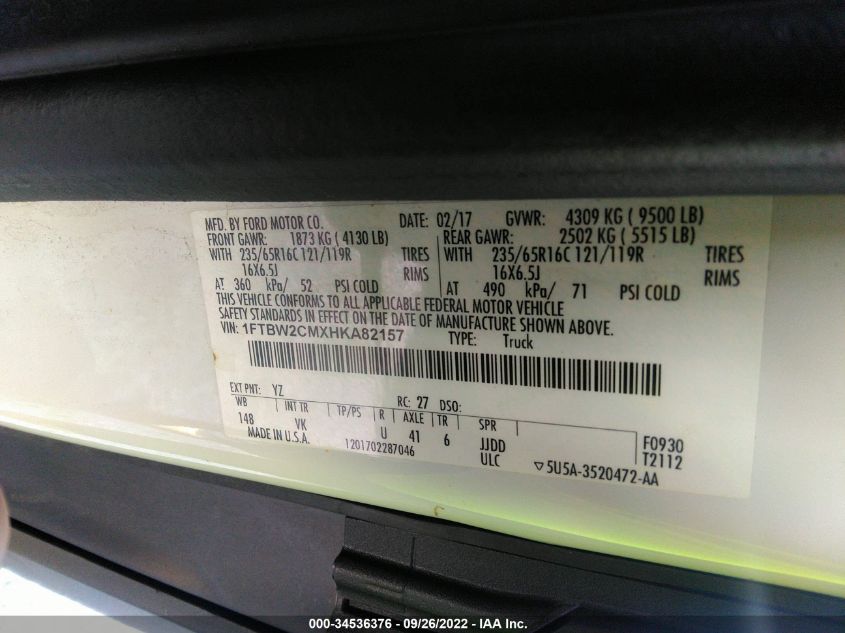 MFD. BY FORD MOTOR CO. DATE: 02/17 GVWR: 4309 KG ( 9500 LB)
FRONT GAWR: 1873 KG ( 4130 LB) REAR GAWR: 2502 KG ( 5515 LB)
WITH 235/65R16C 121/119R TIRES WITH 235/65R16C 121/119R TIRES
16X6.5J RIMS 16X6.5J RIMS
AT 360 kPa/ 52 PSI COLD AT 490 kPa/ 71 PSI COLD
THIS VEHICLE CONFORMS TO ALL APPLICABLE FEDERAL MOTOR VEHICLE
SAFETY STANDARDS IN EFFECT ON THE DATE OF MANUFACTURE SHOWN ABOVE.
VIN: 1FTBW2CMXHKA82157 TYPE: Truck
EXT PNT: YZ RC: 27 DSO:
WB INT TR TP/PS R AXLE TR SPR
148 VK U 41 6 JJDD F0930
MADE IN U.S.A. 1201702287046 ULC T2112
▽5U5A-3520472-AA
000-34536376 - 09/26/2022 - IAA Inc.